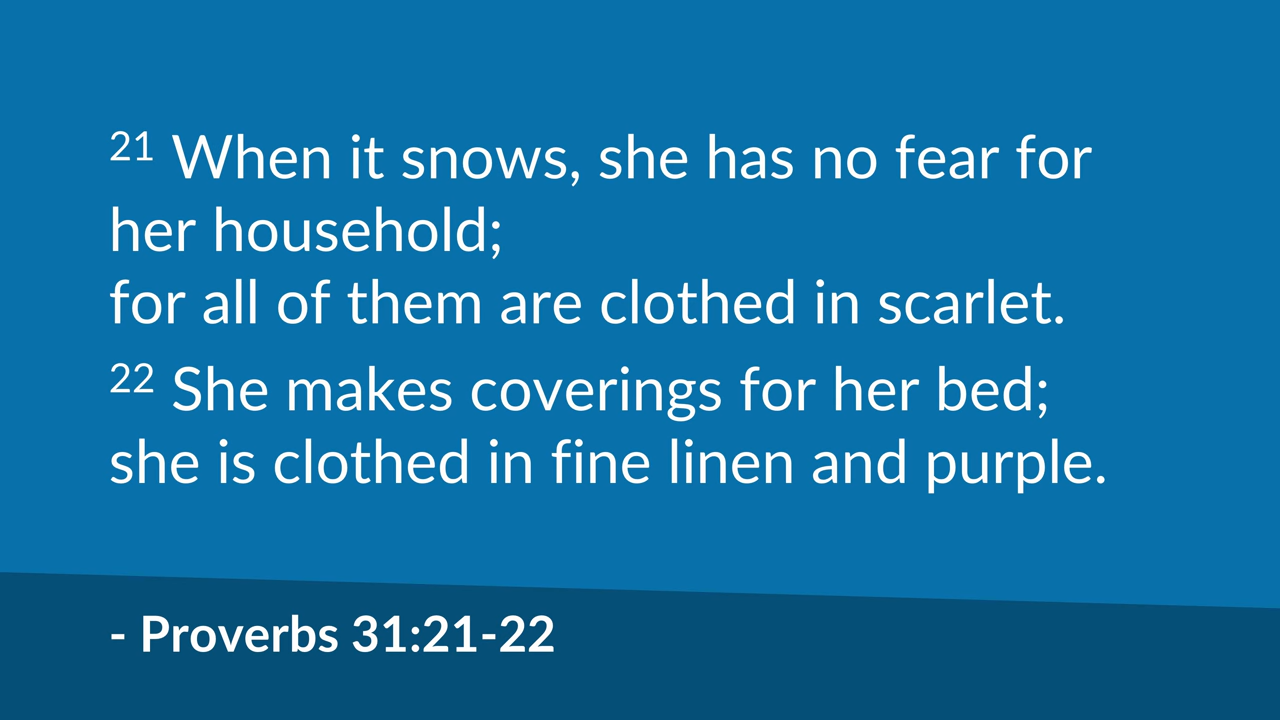 21 When it snows, she has no fear for
her household;
for all of them are clothed in scarlet.
22 She makes coverings for her bed;
she is clothed in fine linen and purple.
- Proverbs 31:21-22